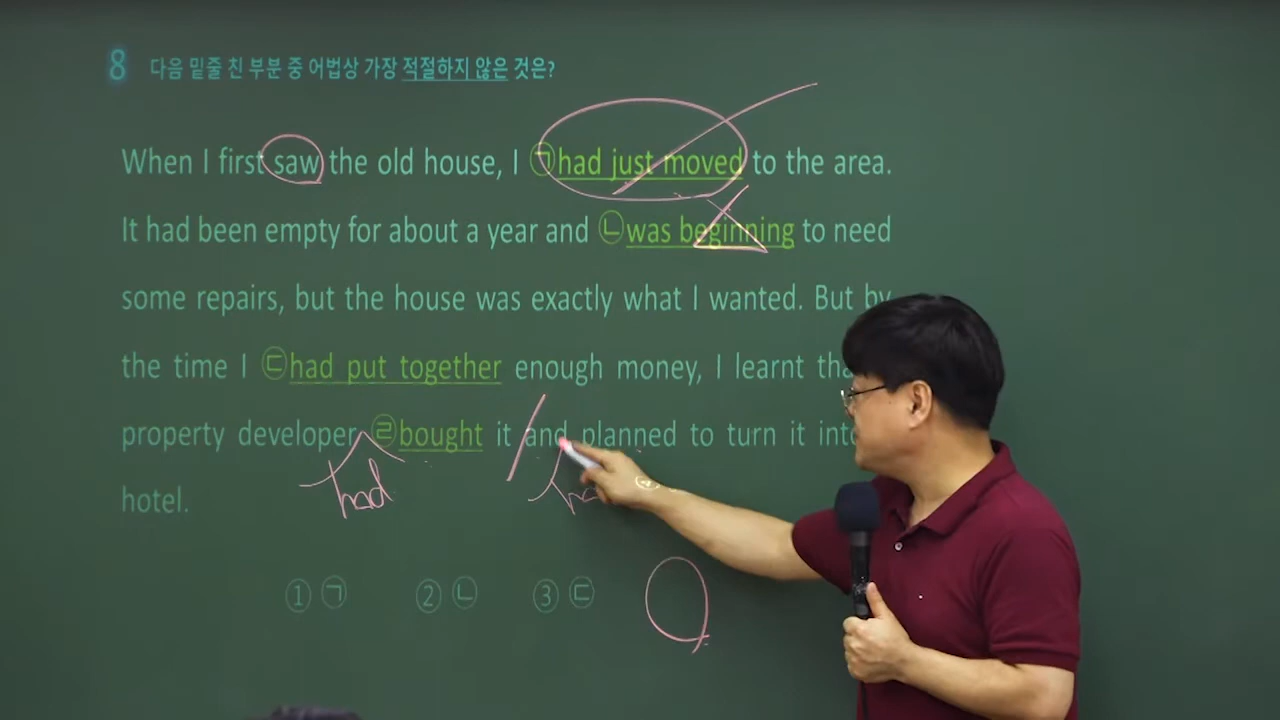 8 다음 밑줄 친 부분 중 어법상 가장 적절하지 않은 것은?
When I first saw the old house, I ㉠had just moved to the area.
It had been empty for about a year and ㉡was beginning to need
some repairs, but the house was exactly what I wanted. But by
the time I ㉢had put together enough money, I learnt
property developer ㉣bought it and planned to turn it
had
hotel.
① ㉠ ② ㉡ ③ ㉢